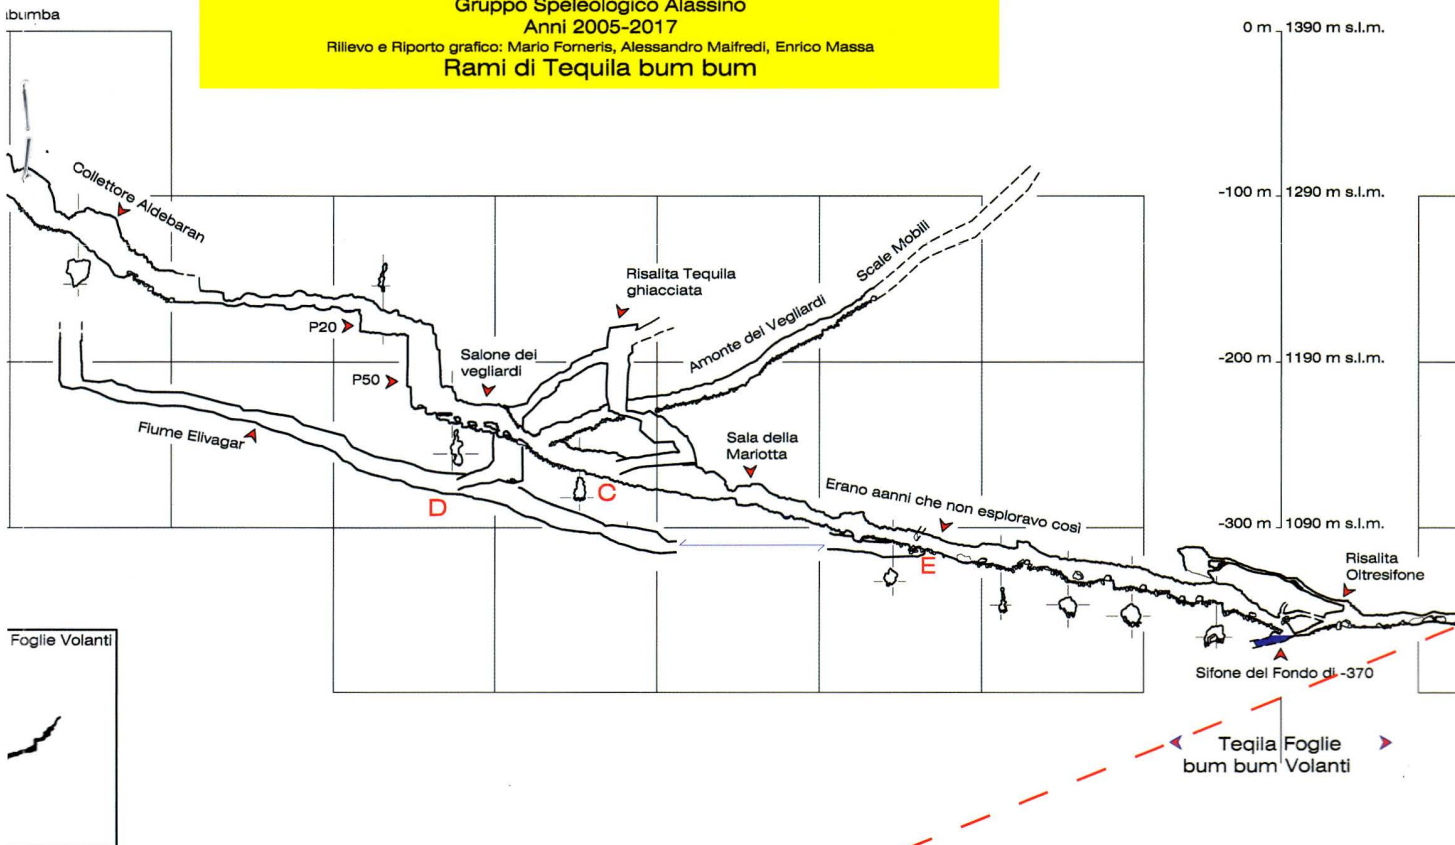 abumba
Gruppo Speleologico Alassino
Anni 2005-2017
Rilievo e Riporto grafico: Mario Forneris, Alessandro Maifredi, Enrico Massa
Rami di Tequila bum bum
0 m 1390 m s.l.m.
Collettore Aldebaran
-100 m 1290 m s.l.m.
Scale Mobili
Risalita Tequila
ghiacciata
Amonte dei Vegliardi
P20
Salone dei
vegliardi
P50
-200 m 1190 m s.l.m.
Fiume Elivagar
Sala della
Mariotta
D
C
Erano aanni che non esploravo così
-300 m 1090 m s.l.m.
E
Risalita
Oltresifone
Foglie Volanti
Sifone del Fondo di -370
Teqila Foglie
bum bum Volanti